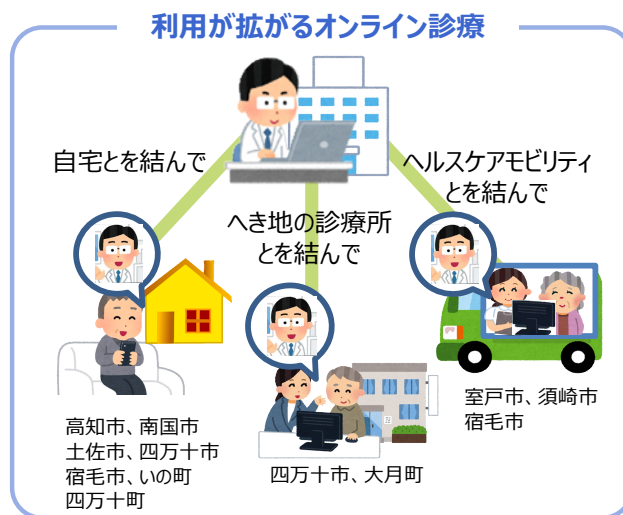 利用が拡がるオンライン診療
自宅とを結んで
へき地の診療所
とを結んで
ヘルスケアモビリティ
とを結んで
高知市、南国市
土佐市、四万十市
宿毛市、いの町
四万十町
四万十市、大月町
室戸市、須崎市
宿毛市